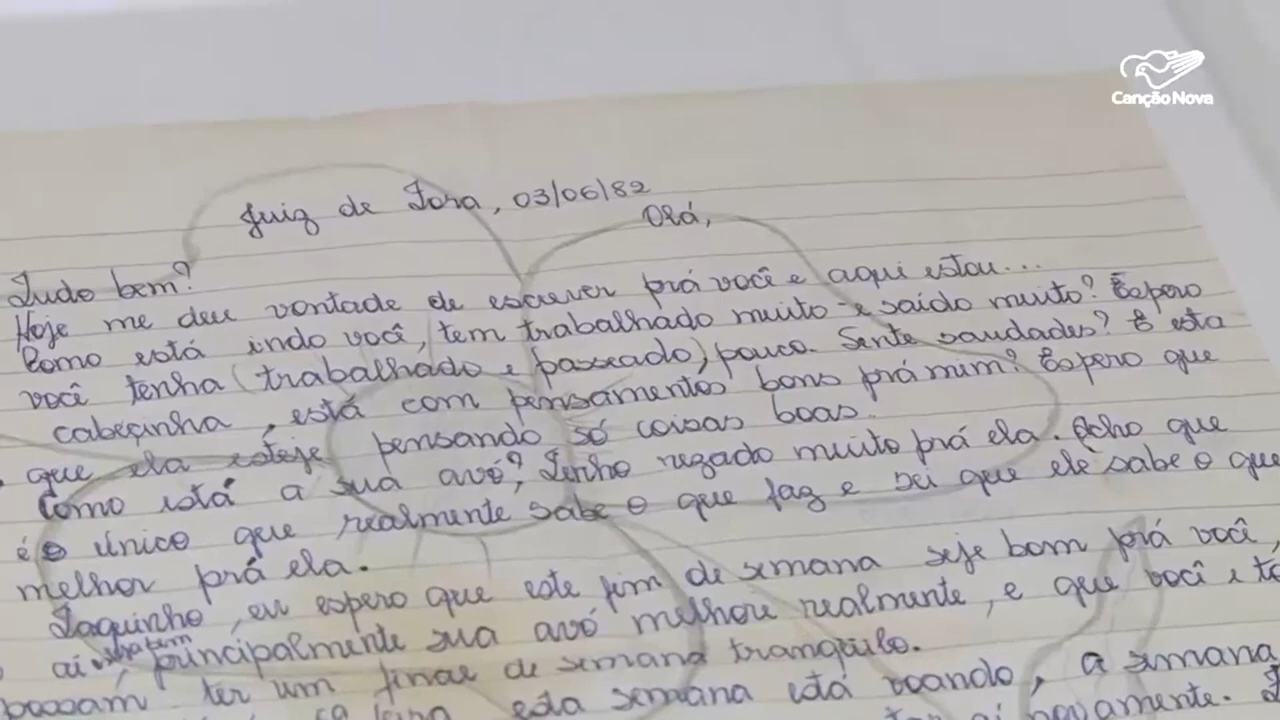 Canção Nova
Juiz de Fora, 03/06/82
Olá,
Tudo bem?
Hoje me deu vontade de escrever prá você e aqui estou...
Como está indo você, tem trabalhado muito e saído muito? Espero
você tenha (trabalhado e passeado) pouco. Sente saudades? E esta
cabecinha, está com pensamentos bons prá mim? Espero que
que ela esteje pensando só coisas boas.
Como está a sua avó? Tenho rezado muito prá ela. Acho que
é o único que realmente sabe o que faz e sei que ele sabe o que
melhor prá ela.
eu espero que este fim de semana seje bom prá você,
aí principalmente sua avó melhore realmente, e que você e
ter um final de semana tranqüilo.
esta semana está voando, a semana
novamente.